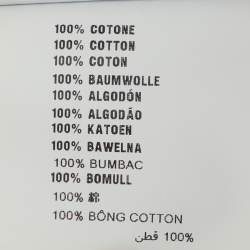 100% COTONE
100% COTTON
100% COTON
100% BAUMWOLLE
100% ALGODÓN
100% ALGODÃO
100% KATOEN
100% BAWELNA
100% BUMBAC
100% BOMULL
100% 綿
100% BÔNG COTTON
100% قطن